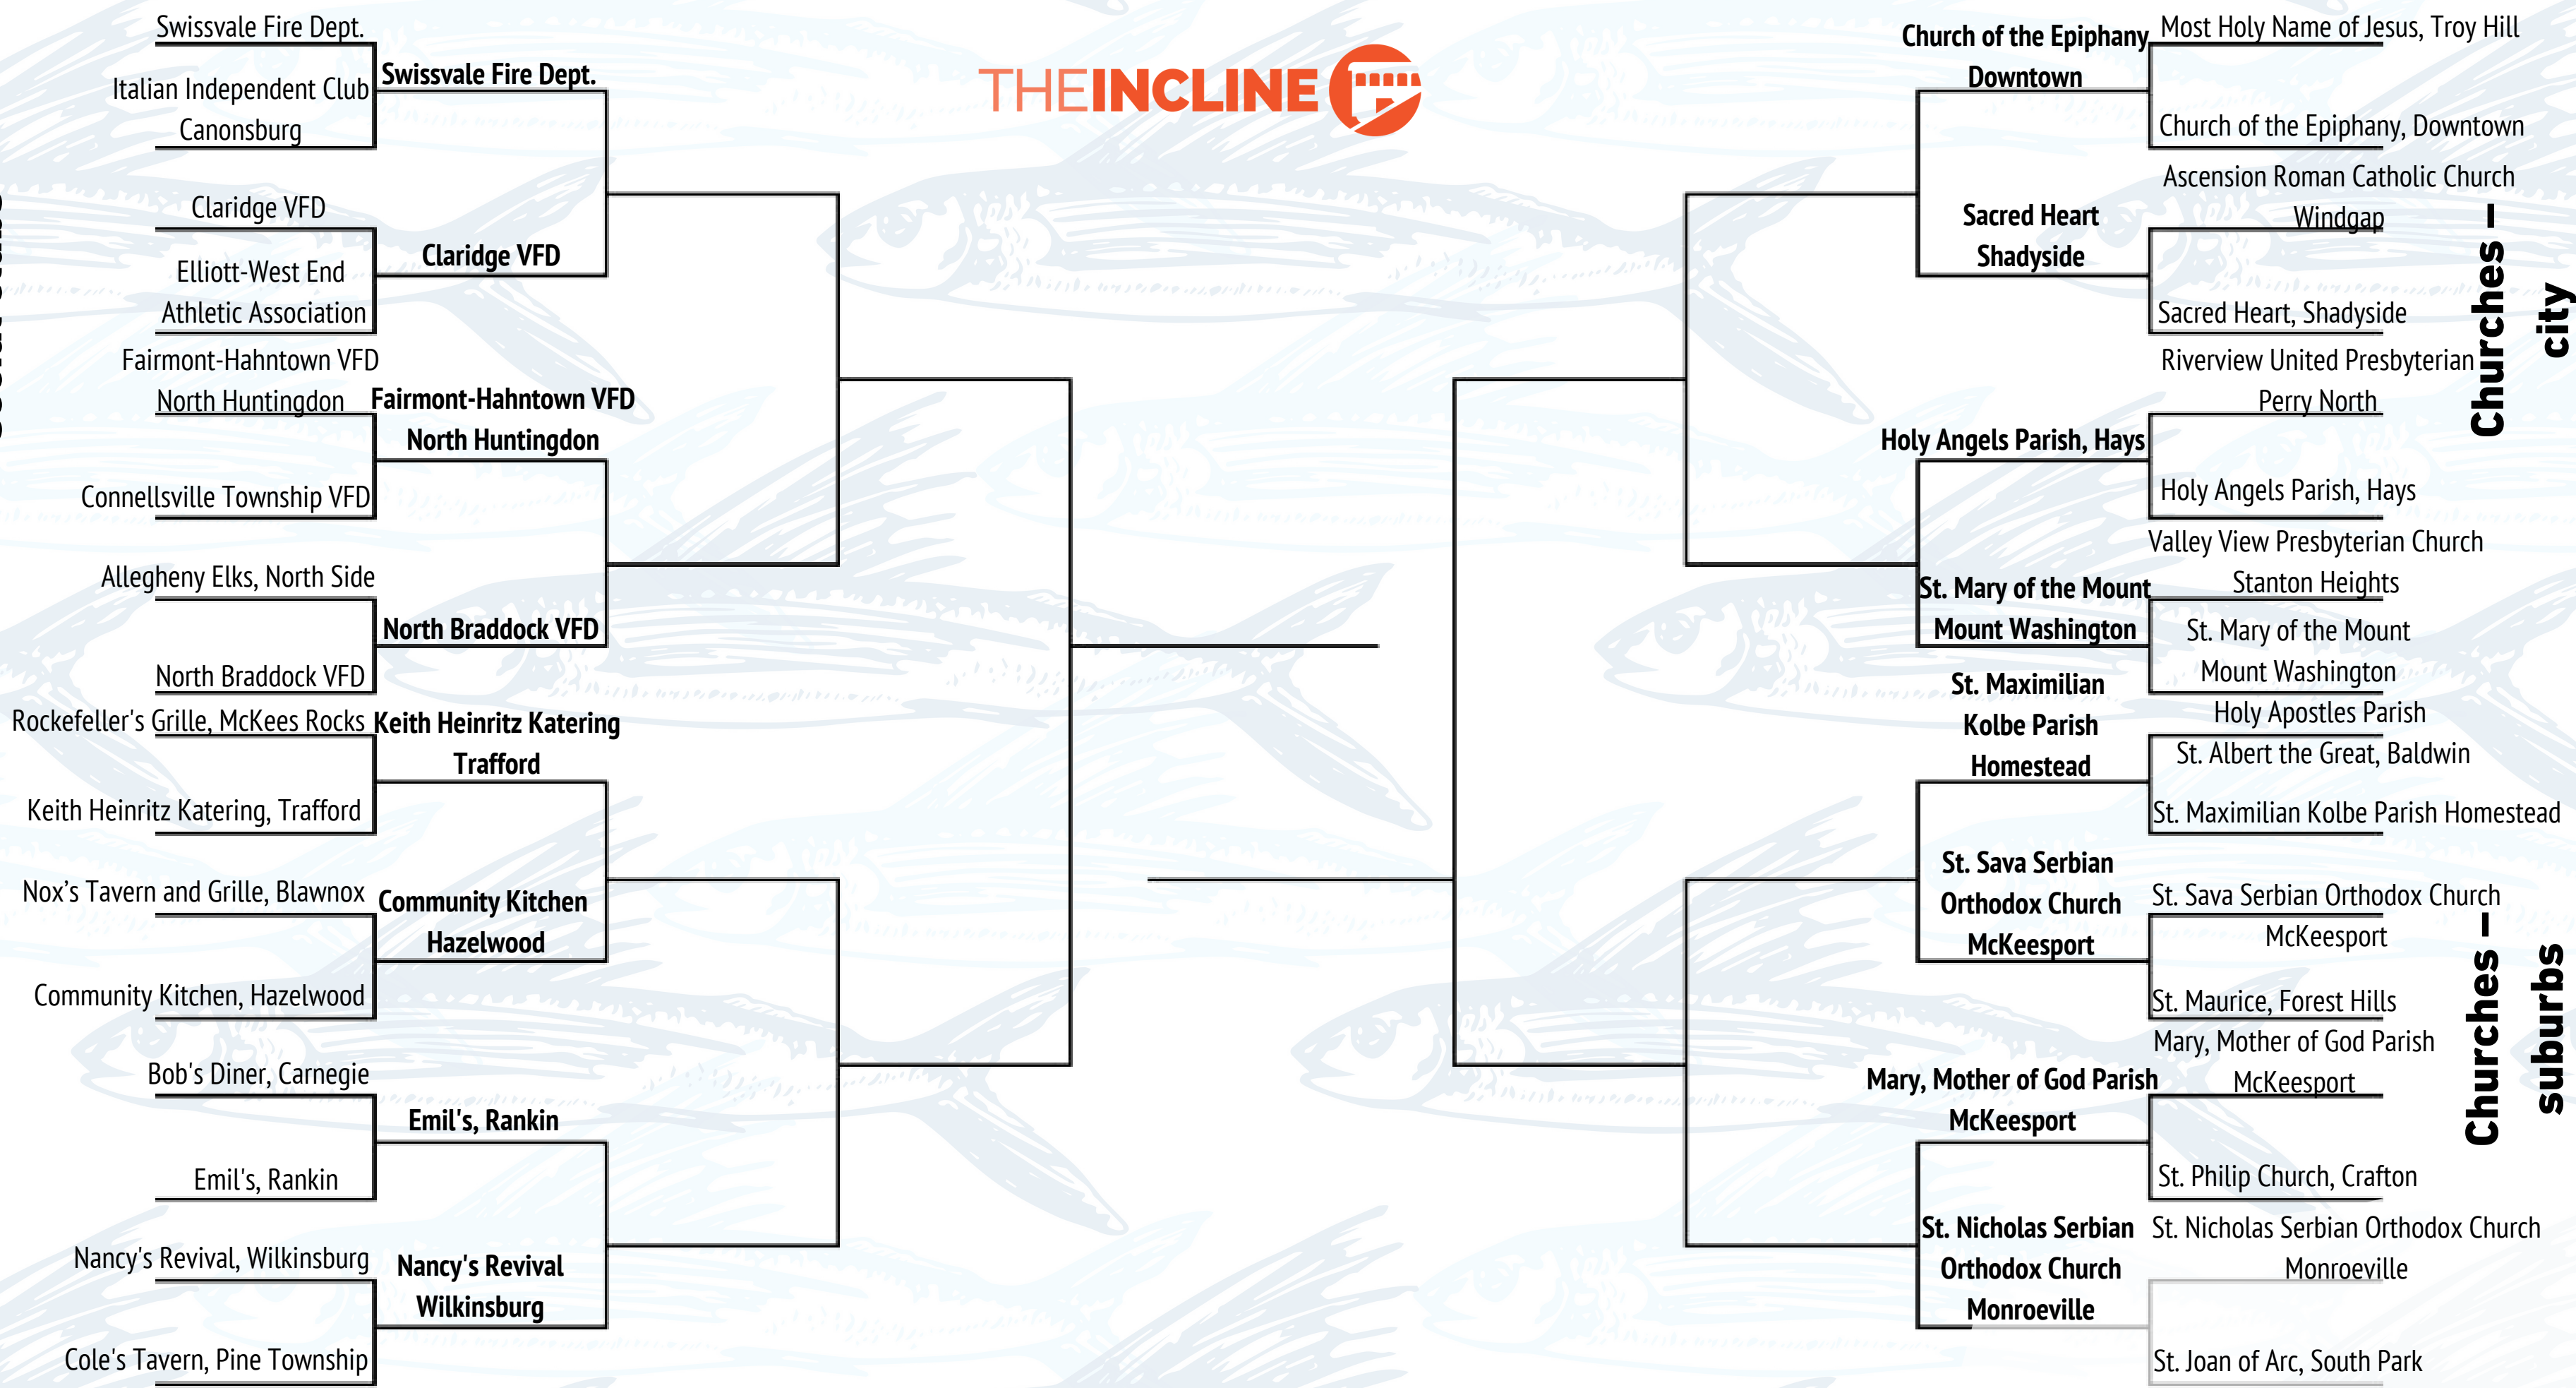 THEINCLINE
Swissvale Fire Dept.
Italian Independent Club
Canonsburg
Swissvale Fire Dept.
Claridge VFD
Elliott-West End
Athletic Association
Claridge VFD
Fairmont-Hahntown VFD
North Huntingdon
Connellsville Township VFD
Fairmont-Hahntown VFD
North Huntingdon
Allegheny Elks, North Side
North Braddock VFD
North Braddock VFD
Rockefeller's Grille, McKees Rocks
Keith Heinritz Katering, Trafford
Keith Heinritz Katering
Trafford
Nox’s Tavern and Grille, Blawnox
Community Kitchen, Hazelwood
Community Kitchen
Hazelwood
Bob's Diner, Carnegie
Emil's, Rankin
Emil's, Rankin
Nancy's Revival, Wilkinsburg
Cole's Tavern, Pine Township
Nancy's Revival
Wilkinsburg
Church of the Epiphany
Downtown
Most Holy Name of Jesus, Troy Hill
Church of the Epiphany, Downtown
Sacred Heart
Shadyside
Ascension Roman Catholic Church
Windgap
Sacred Heart, Shadyside
Holy Angels Parish, Hays
Riverview United Presbyterian
Perry North
Holy Angels Parish, Hays
St. Mary of the Mount
Mount Washington
Valley View Presbyterian Church
Stanton Heights
St. Mary of the Mount
Mount Washington
Churches –
city
St. Maximilian
Kolbe Parish
Homestead
Holy Apostles Parish
St. Albert the Great, Baldwin
St. Maximilian Kolbe Parish Homestead
St. Sava Serbian
Orthodox Church
McKeesport
St. Sava Serbian Orthodox Church
McKeesport
St. Maurice, Forest Hills
Mary, Mother of God Parish
McKeesport
Mary, Mother of God Parish
McKeesport
St. Philip Church, Crafton
St. Nicholas Serbian
Orthodox Church
Monroeville
St. Nicholas Serbian Orthodox Church
Monroeville
St. Joan of Arc, South Park
Churches –
suburbs